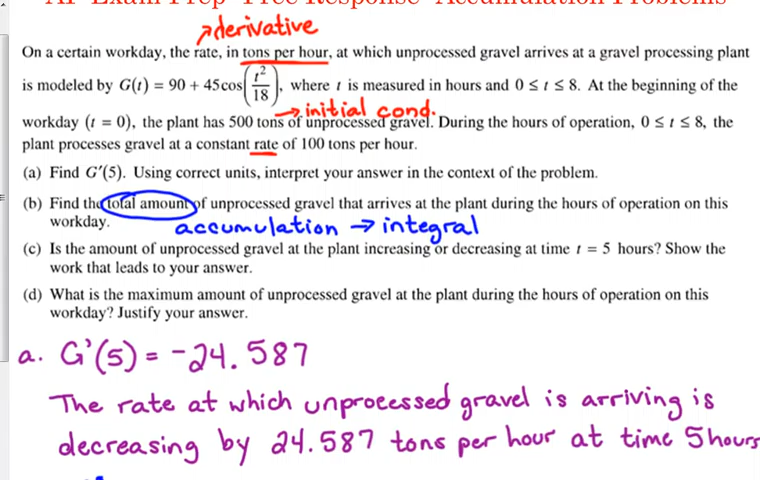 AP Exam Prep Free Response Accumulation Problems
derivative
On a certain workday, the rate, in tons per hour, at which unprocessed gravel arrives at a gravel processing plant
is modeled by G(t) = 90 + 45cos(t²/18), where t is measured in hours and 0 ≤ t ≤ 8. At the beginning of the
→ initial cond.
workday (t = 0), the plant has 500 tons of unprocessed gravel. During the hours of operation, 0 ≤ t ≤ 8, the
plant processes gravel at a constant rate of 100 tons per hour.
(a) Find G′(5). Using correct units, interpret your answer in the context of the problem.
(b) Find the total amount of unprocessed gravel that arrives at the plant during the hours of operation on this
workday.
accumulation → integral
(c) Is the amount of unprocessed gravel at the plant increasing or decreasing at time t = 5 hours? Show the
work that leads to your answer.
(d) What is the maximum amount of unprocessed gravel at the plant during the hours of operation on this
workday? Justify your answer.
a. G'(5) = -24.587
The rate at which unprocessed gravel is arriving is
decreasing by 24.587 tons per hour at time 5 hours